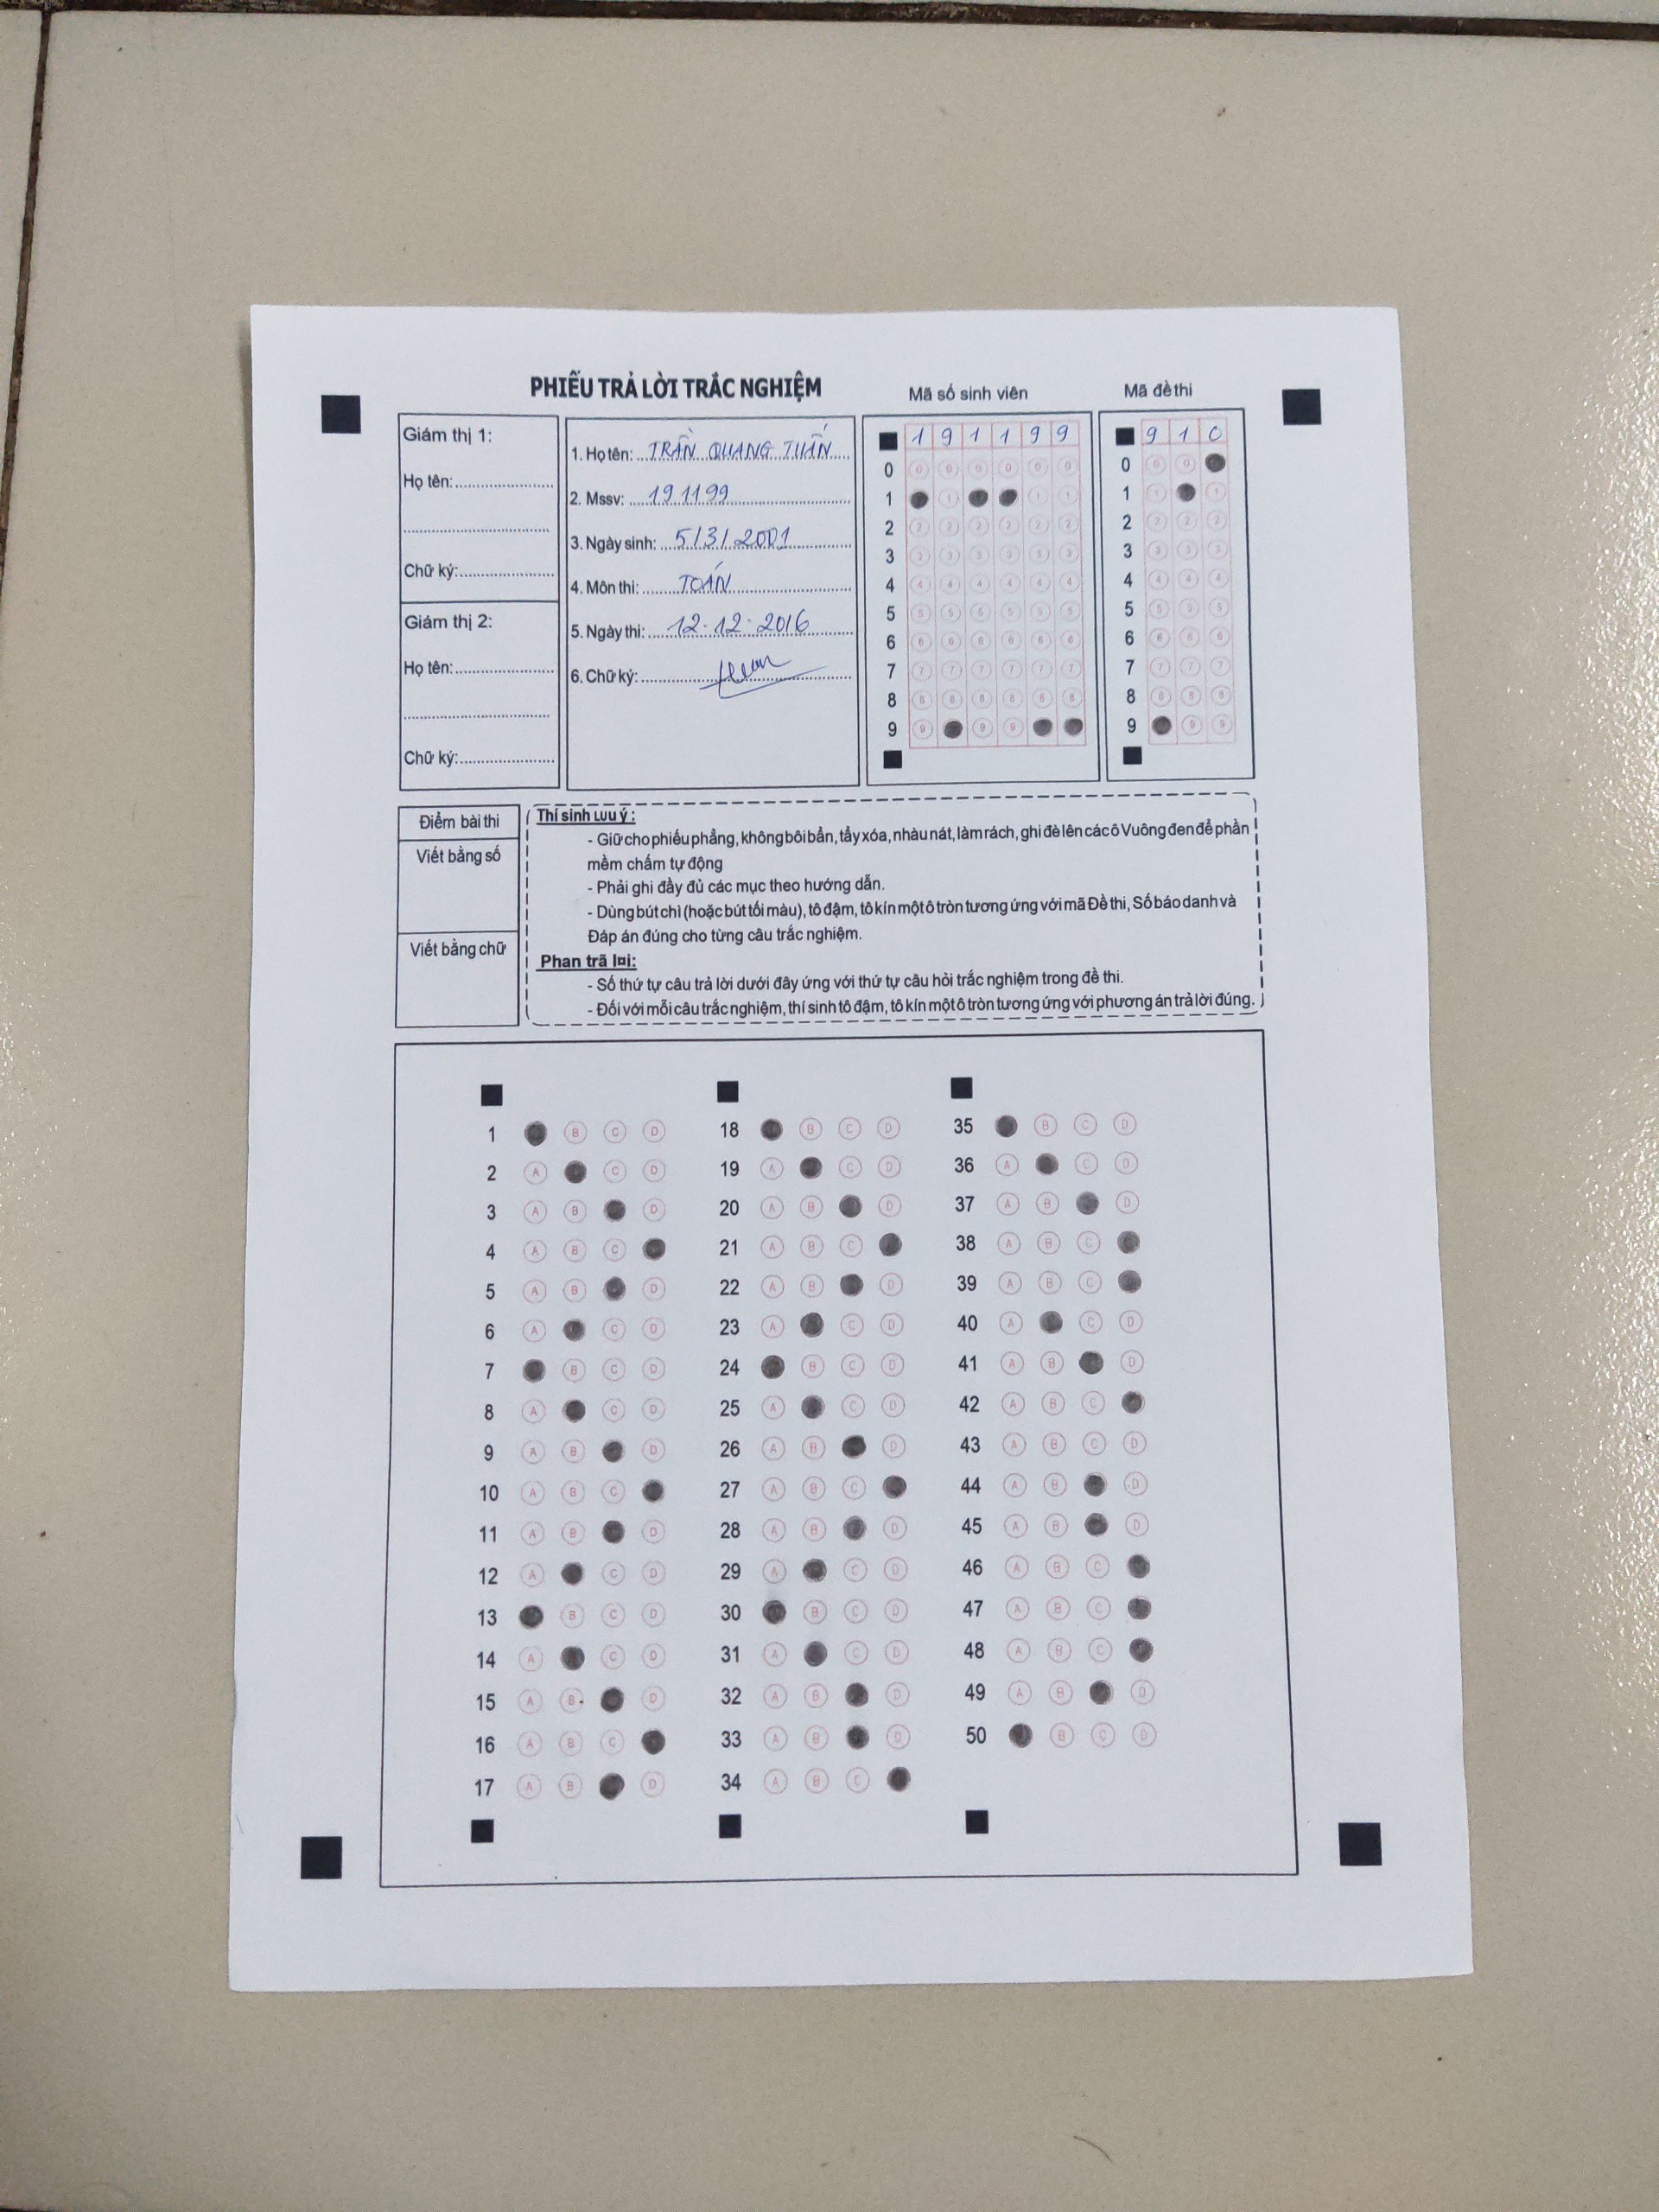 PHIẾU TRẢ LỜI TRẮC NGHIỆM
Mã số sinh viên
Mã đề thi
Giám thị 1:
Họ tên:
Chữ ký:
Giám thị 2:
Họ tên:
Chữ ký:
1. Họ tên: TRẦN QUANG TUẤN
2. Mssv: 191199
3. Ngày sinh: 5/3/2001
4. Môn thi: TOÁN
5. Ngày thi: 12.12.2016
6. Chữ ký:
1 9 1 1 9 9
0 0 0 0 0 0 0
1 1 1 1
2 2 2 2 2 2 2
3 3 3 3 3 3 3
4 4 4 4 4 4 4
5 5 5 5 5 5 5
6 6 6 6 6 6 6
7 7 7 7 7 7 7
8 8 8 8 8 8 8
9 9 9 9
9 1 0
0 0 0
1 1 1
2 2 2 2
3 3 3 3
4 4 4 4
5 5 5 5
6 6 6 6
7 7 7 7
8 8 8 8
9 9 9
Điểm bài thi
Viết bằng số
Viết bằng chữ
Thí sinh LƯU ý :
- Giữ cho phiếu phẳng, không bôi bẩn, tẩy xóa, nhàu nát, làm rách, ghi đè lên các ô Vuông đen để phần
mềm chấm tự động
- Phải ghi đầy đủ các mục theo hướng dẫn.
- Dùng bút chì (hoặc bút tối màu), tô đậm, tô kín một ô tròn tương ứng với mã Đề thi, Số báo danh và
Đáp án đúng cho từng câu trắc nghiệm.
Phan trã l¤i:
- Số thứ tự câu trả lời dưới đây ứng với thứ tự câu hỏi trắc nghiệm trong đề thi.
- Đối với mỗi câu trắc nghiệm, thí sinh tô đậm, tô kín một ô tròn tương ứng với phương án trả lời đúng.
1 B C D
2 A C D
3 A B D
4 A B C
5 A B D
6 A C D
7 B C D
8 A C D
9 A B D
10 A B C
11 A B D
12 A C D
13 B C D
14 A C D
15 A B D
16 A B C
17 A B D
18 B C D
19 A C D
20 A B D
21 A B C
22 A B D
23 A C D
24 B C D
25 A C D
26 A B D
27 A B C
28 A B D
29 A C D
30 B C D
31 A C D
32 A B D
33 A B D
34 A B C
35 B C D
36 A C D
37 A B D
38 A B C
39 A B C
40 A C D
41 A B D
42 A B C
43 A B C D
44 A B D
45 A B D
46 A B C
47 A B C
48 A B C
49 A B D
50 B C D